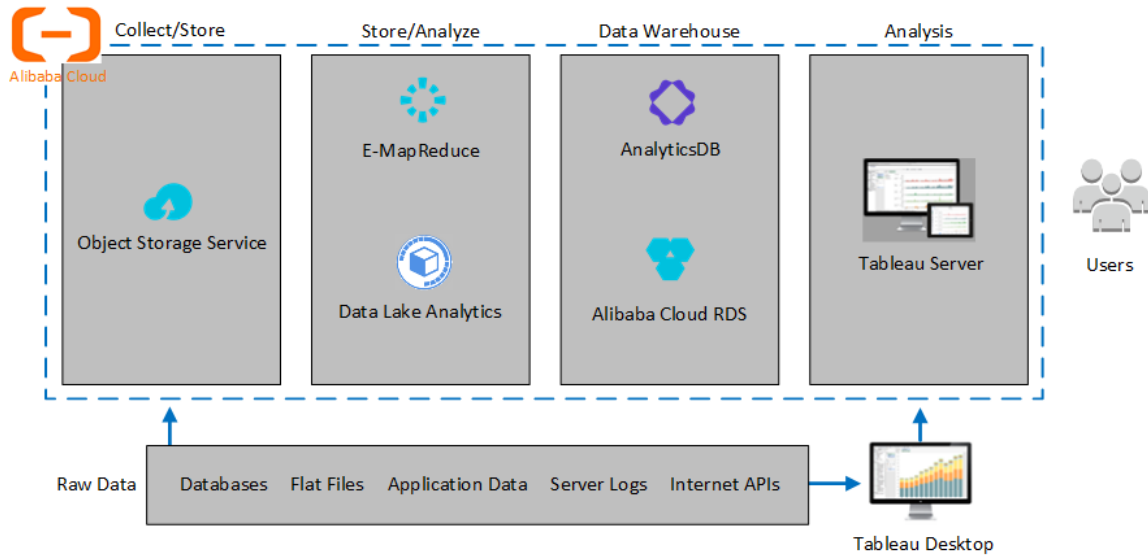 Collect/Store
Store/Analyze
Data Warehouse
Analysis
Alibaba Cloud
E-MapReduce
AnalyticsDB
Object Storage Service
Tableau Server
Users
Data Lake Analytics
Alibaba Cloud RDS
Raw Data
Databases
Flat Files
Application Data
Server Logs
Internet APIs
Tableau Desktop